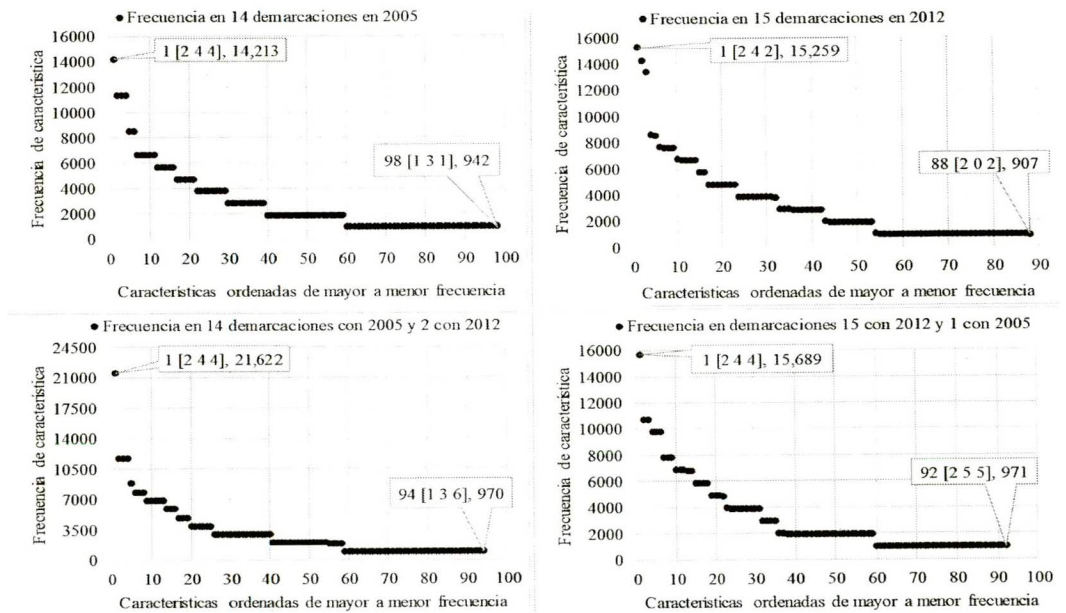 Frecuencia en 14 demarcaciones en 2005
16000
14000
12000
10000
8000
6000
4000
2000
0
1 [2 4 4], 14,213
98 [1 3 1], 942
0 10 20 30 40 50 60 70 80 90 100
Frecuencia de característica
Características ordenadas de mayor a menor frecuencia
Frecuencia en 15 demarcaciones en 2012
16000
14000
12000
10000
8000
6000
4000
2000
0
1 [2 4 2], 15,259
88 [2 0 2], 907
0 10 20 30 40 50 60 70 80 90
Frecuencia de característica
Características ordenadas de mayor a menor frecuencia
Frecuencia en 14 demarcaciones con 2005 y 2 con 2012
24500
21000
17500
14000
10500
7000
3500
0
1 [2 4 4], 21,622
94 [1 3 6], 970
0 10 20 30 40 50 60 70 80 90 100
Frecuencia de característica
Características ordenadas de mayor a menor frecuencia
Frecuencia en demarcaciones 15 con 2012 y 1 con 2005
16000
14000
12000
10000
8000
6000
4000
2000
0
1 [2 4 4], 15,689
92 [2 5 5], 971
0 10 20 30 40 50 60 70 80 90 100
Frecuencia de característica
Características ordenadas de mayor a menor frecuencia